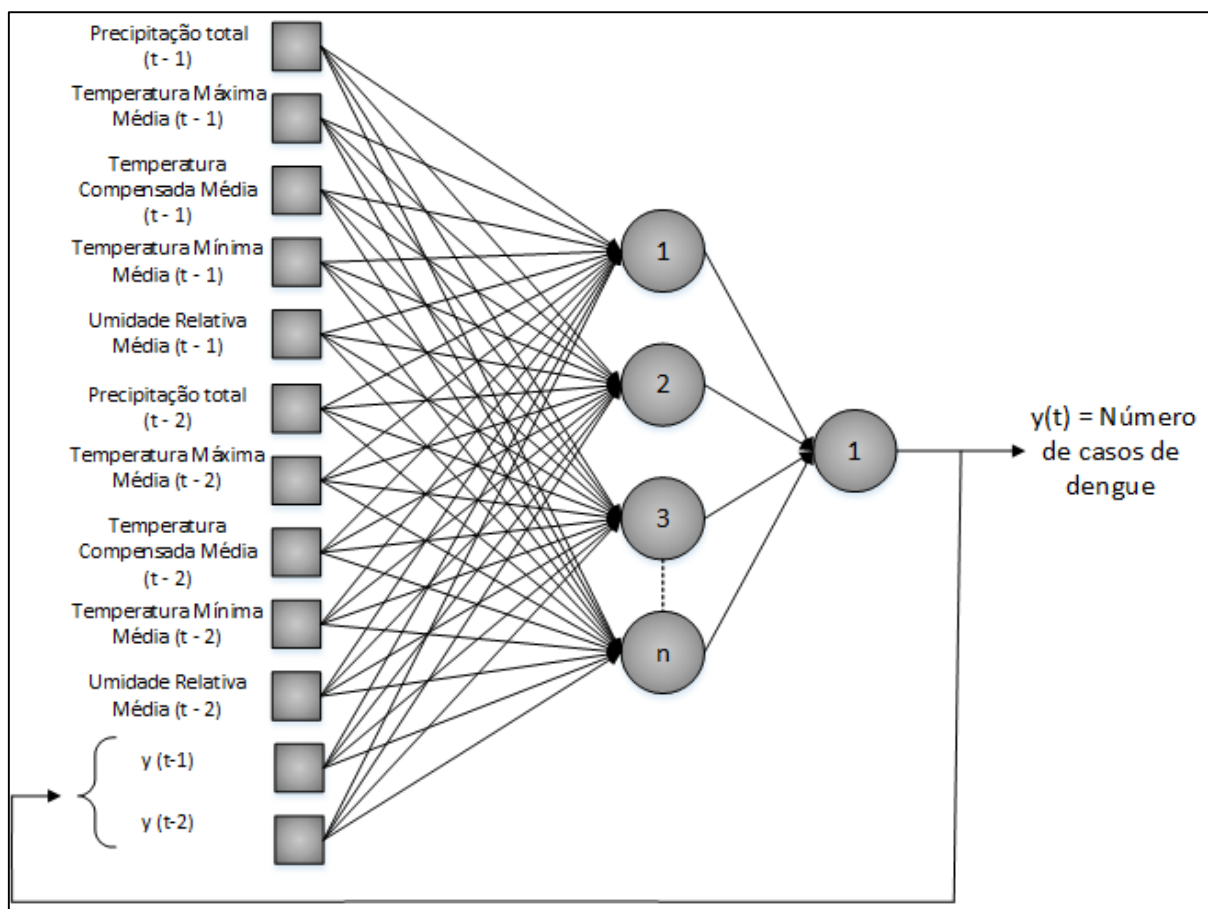 Precipitação total
(t - 1)
Temperatura Máxima
Média (t - 1)
Temperatura
Compensada Média
(t - 1)
Temperatura Mínima
Média (t - 1)
Umidade Relativa
Média (t - 1)
Precipitação total
(t - 2)
Temperatura Máxima
Média (t - 2)
Temperatura
Compensada Média
(t - 2)
Temperatura Mínima
Média (t - 2)
Umidade Relativa
Média (t - 2)
y (t-1)
y (t-2)
1
2
3
n
1
y(t) = Número
de casos de
dengue